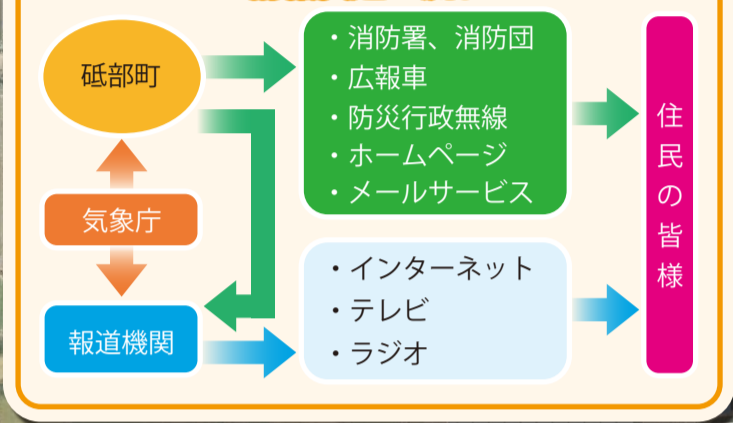 砥部町
・消防署、消防団
・広報車
・防災行政無線
・ホームページ
・メールサービス
気象庁
報道機関
・インターネット
・テレビ
・ラジオ
住民の皆様